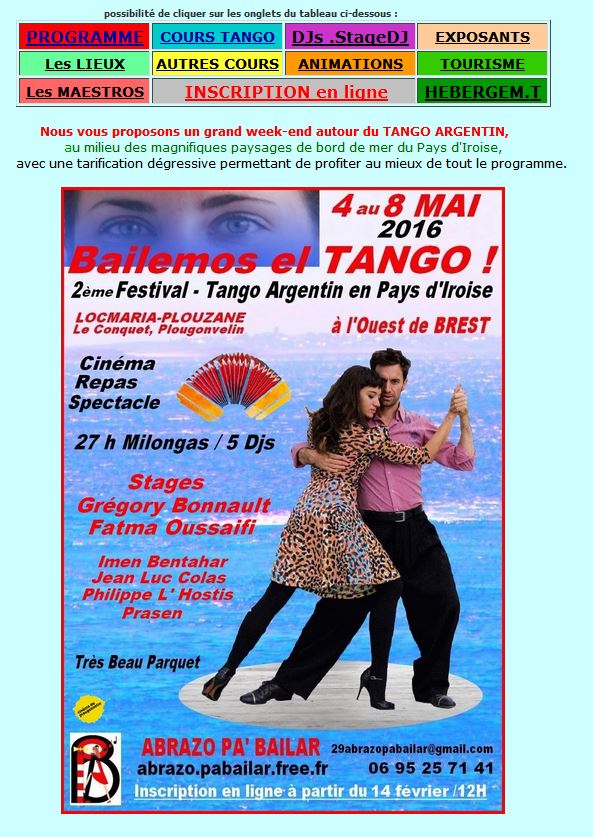 possibilité de cliquer sur les onglets du tableau ci-dessous :
PROGRAMME COURS TANGO DJs .StageDJ EXPOSANTS
Les LIEUX AUTRES COURS ANIMATIONS TOURISME
Les MAESTROS INSCRIPTION en ligne HEBERGEM.T
Nous vous proposons un grand week-end autour du TANGO ARGENTIN,
au milieu des magnifiques paysages de bord de mer du Pays d'Iroise,
avec une tarification dégressive permettant de profiter au mieux de tout le programme.
4 au 8 MAI
2016
Bailemos el TANGO !
2ème Festival - Tango Argentin en Pays d'Iroise
LOCMARIA-PLOUZANE
Le Conquet, Plougonvelin
à l'Ouest de BREST
Cinéma
Repas
Spectacle
27 h Milongas / 5 Djs
Stages
Grégory Bonnault
Fatma Oussaifi
Imen Bentahar
Jean Luc Colas
Philippe L' Hostis
Prasen
Très Beau Parquet
ABRAZO PA' BAILAR 29abrazopabailar@gmail.com
abrazo.pabailar.free.fr 06 95 25 71 41
Inscription en ligne à partir du 14 février /12H